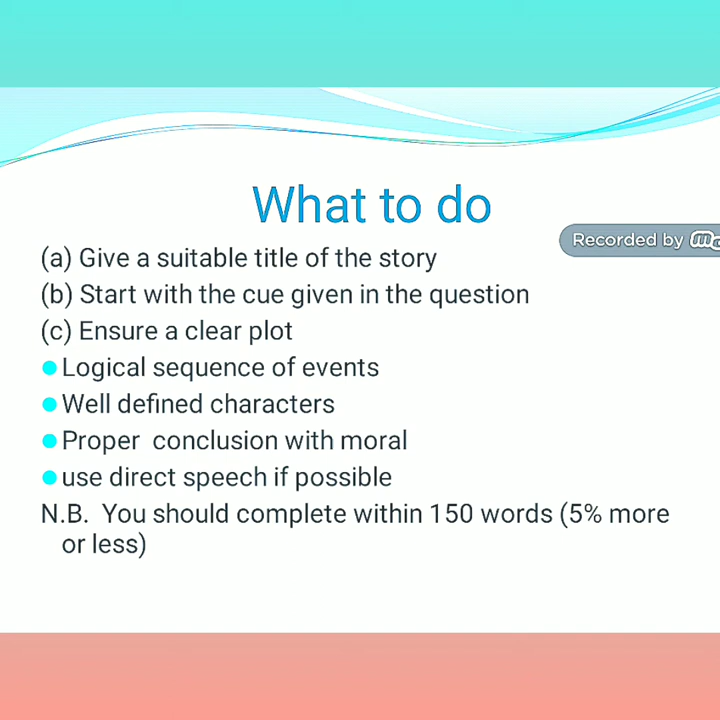 What to do
Recorded by
(a) Give a suitable title of the story
(b) Start with the cue given in the question
(c) Ensure a clear plot
Logical sequence of events
Well defined characters
Proper conclusion with moral
use direct speech if possible
N.B. You should complete within 150 words (5% more
or less)